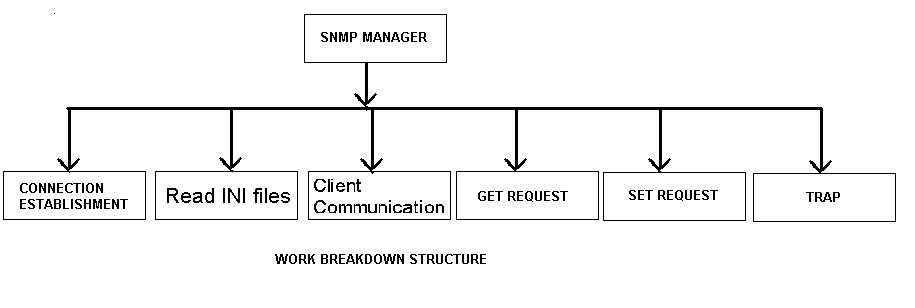 SNMP MANAGER
CONNECTION
ESTABLISHMENT
Read INI files
Client
Communication
GET REQUEST
SET REQUEST
TRAP
WORK BREAKDOWN STRUCTURE